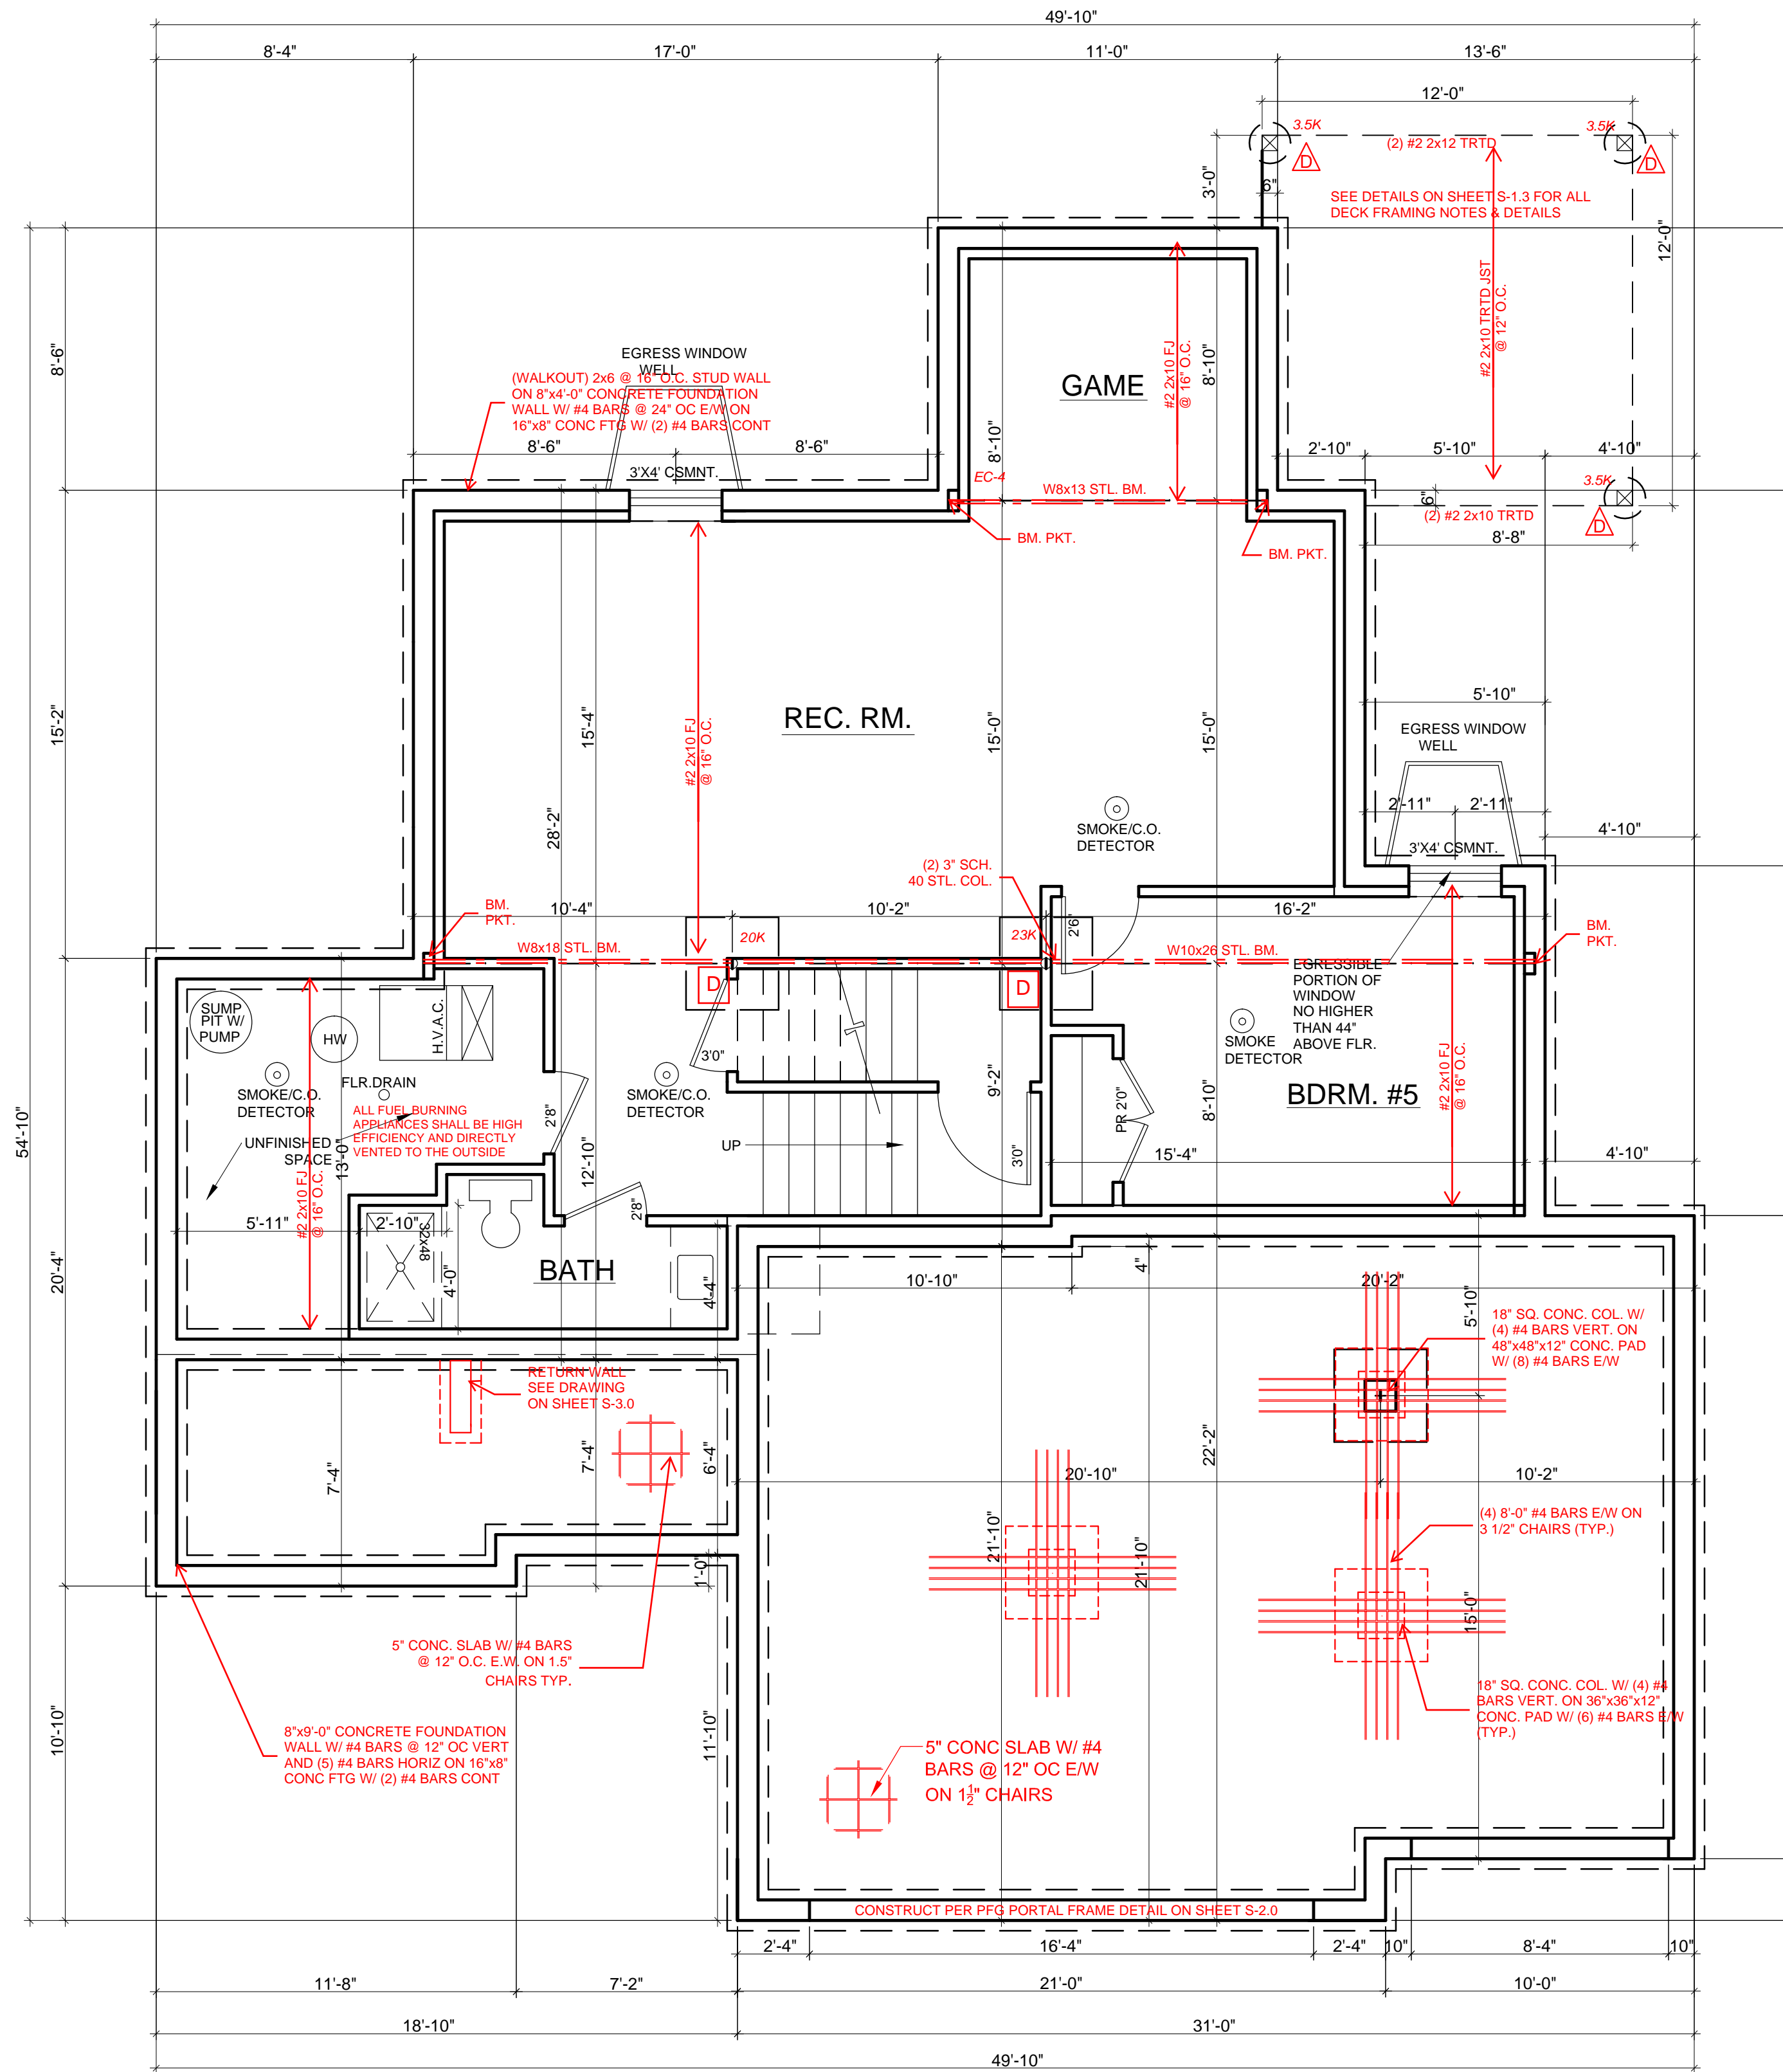 49'-10"
8'-4"
17'-0"
11'-0"
13'-6"
12'-0"
3.5K
3.5K
(2) #2 2x12 TRTD
D
D
3'-0"
6"
SEE DETAILS ON SHEET S-1.3 FOR ALL
DECK FRAMING NOTES & DETAILS
12'-0"
#2 2x10 TRTD JST
@ 12" O.C.
8'-6"
EGRESS WINDOW
WELL
(WALKOUT) 2x6 @ 16" O.C. STUD WALL
ON 8"x4'-0" CONCRETE FOUNDATION
WALL W/ #4 BARS @ 24" OC E/W ON
16"x8" CONC FTG W/ (2) #4 BARS CONT
8'-6"
8'-6"
3'X4' CSMNT.
GAME
#2 2x10 FJ
@ 16" O.C.
8'-10"
8'-10"
2'-10"
5'-10"
4'-10"
EC-4
W8x13 STL. BM.
BM. PKT.
BM. PKT.
3.5K
6"
(2) #2 2x10 TRTD
D
8'-8"
15'-2"
15'-4"
REC. RM.
15'-0"
15'-0"
#2 2x10 FJ
@ 16" O.C.
28'-2"
5'-10"
EGRESS WINDOW
WELL
2'-11"
2'-11"
4'-10"
3'X4' CSMNT.
SMOKE/C.O.
DETECTOR
(2) 3" SCH.
40 STL. COL.
BM.
PKT.
10'-4"
10'-2"
16'-2"
2'6"
W8x18 STL. BM.
20K
23K
W10x26 STL. BM.
BM.
PKT.
D
D
EGRESSIBLE
PORTION OF
WINDOW
NO HIGHER
THAN 44"
ABOVE FLR.
SUMP
PIT W/
PUMP
HW
H.V.A.C.
3'0"
SMOKE
DETECTOR
SMOKE/C.O.
DETECTOR
FLR.DRAIN
SMOKE/C.O.
DETECTOR
9'-2"
8'-10"
BDRM. #5
#2 2x10 FJ
@ 16" O.C.
PR 2'0"
54'-10"
ALL FUEL BURNING
APPLIANCES SHALL BE HIGH
EFFICIENCY AND DIRECTLY
VENTED TO THE OUTSIDE
UNFINISHED
SPACE
2'8"
UP
3'0"
15'-4"
4'-10"
13'-0"
12'-10"
#2 2x10 FJ
@ 16" O.C.
5'-11"
2'-10"
32x48
2'8"
20'-4"
4'-0"
BATH
4'-4"
10'-10"
4"
20'-2"
5'-10"
18" SQ. CONC. COL. W/
(4) #4 BARS VERT. ON
48"x48"x12" CONC. PAD
W/ (8) #4 BARS E/W
RETURN WALL
SEE DRAWING
ON SHEET S-3.0
7'-4"
7'-4"
6'-4"
22'-2"
20'-10"
10'-2"
(4) 8'-0" #4 BARS E/W ON
3 1/2" CHAIRS (TYP.)
21'-10"
21'-10"
1'-0"
15'-0"
5" CONC. SLAB W/ #4 BARS
@ 12" O.C. E.W. ON 1.5"
CHAIRS TYP.
18" SQ. CONC. COL. W/ (4) #4
BARS VERT. ON 36"x36"x12"
CONC. PAD W/ (6) #4 BARS E/W
(TYP.)
10'-10"
11'-10"
8"x9'-0" CONCRETE FOUNDATION
WALL W/ #4 BARS @ 12" OC VERT
AND (5) #4 BARS HORIZ ON 16"x8"
CONC FTG W/ (2) #4 BARS CONT
5" CONC SLAB W/ #4
BARS @ 12" OC E/W
ON 1½" CHAIRS
CONSTRUCT PER PFG PORTAL FRAME DETAIL ON SHEET S-2.0
2'-4"
16'-4"
2'-4"
10"
8'-4"
10"
11'-8"
7'-2"
21'-0"
10'-0"
18'-10"
31'-0"
49'-10"